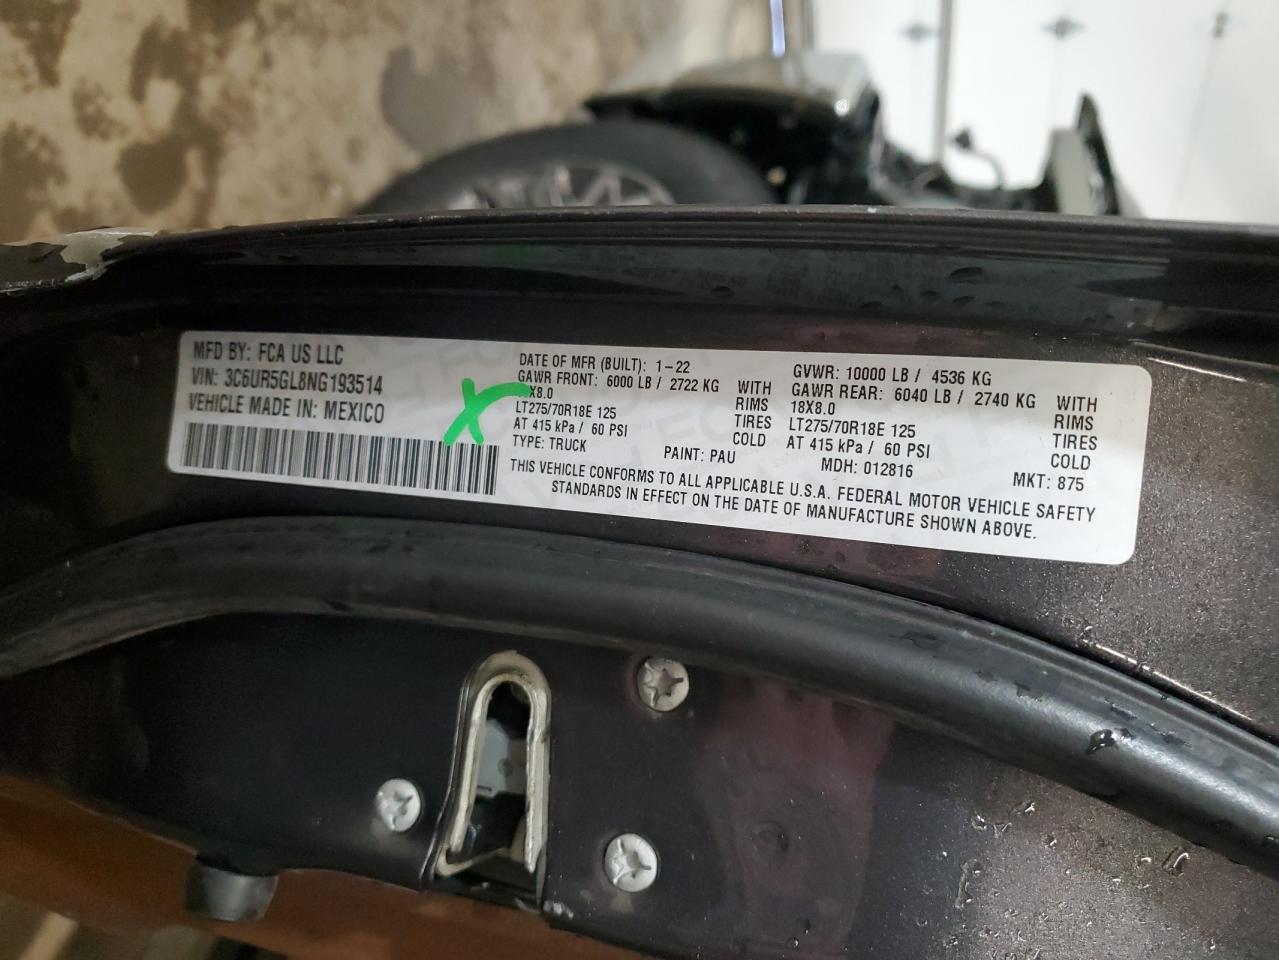 MFD BY: FCA US LLC
VIN: 3C6UR5GL8NG193514
VEHICLE MADE IN: MEXICO
DATE OF MFR (BUILT): 1-22
GAWR FRONT: 6000 LB / 2722 KG WITH
18X8.0 RIMS
LT275/70R18E 125 TIRES
AT 415 kPa / 60 PSI COLD
TYPE: TRUCK PAINT: PAU
GVWR: 10000 LB / 4536 KG
GAWR REAR: 6040 LB / 2740 KG WITH
18X8.0 RIMS
LT275/70R18E 125 TIRES
AT 415 kPa / 60 PSI COLD
MDH: 012816 MKT: 875
THIS VEHICLE CONFORMS TO ALL APPLICABLE U.S.A. FEDERAL MOTOR VEHICLE SAFETY
STANDARDS IN EFFECT ON THE DATE OF MANUFACTURE SHOWN ABOVE.